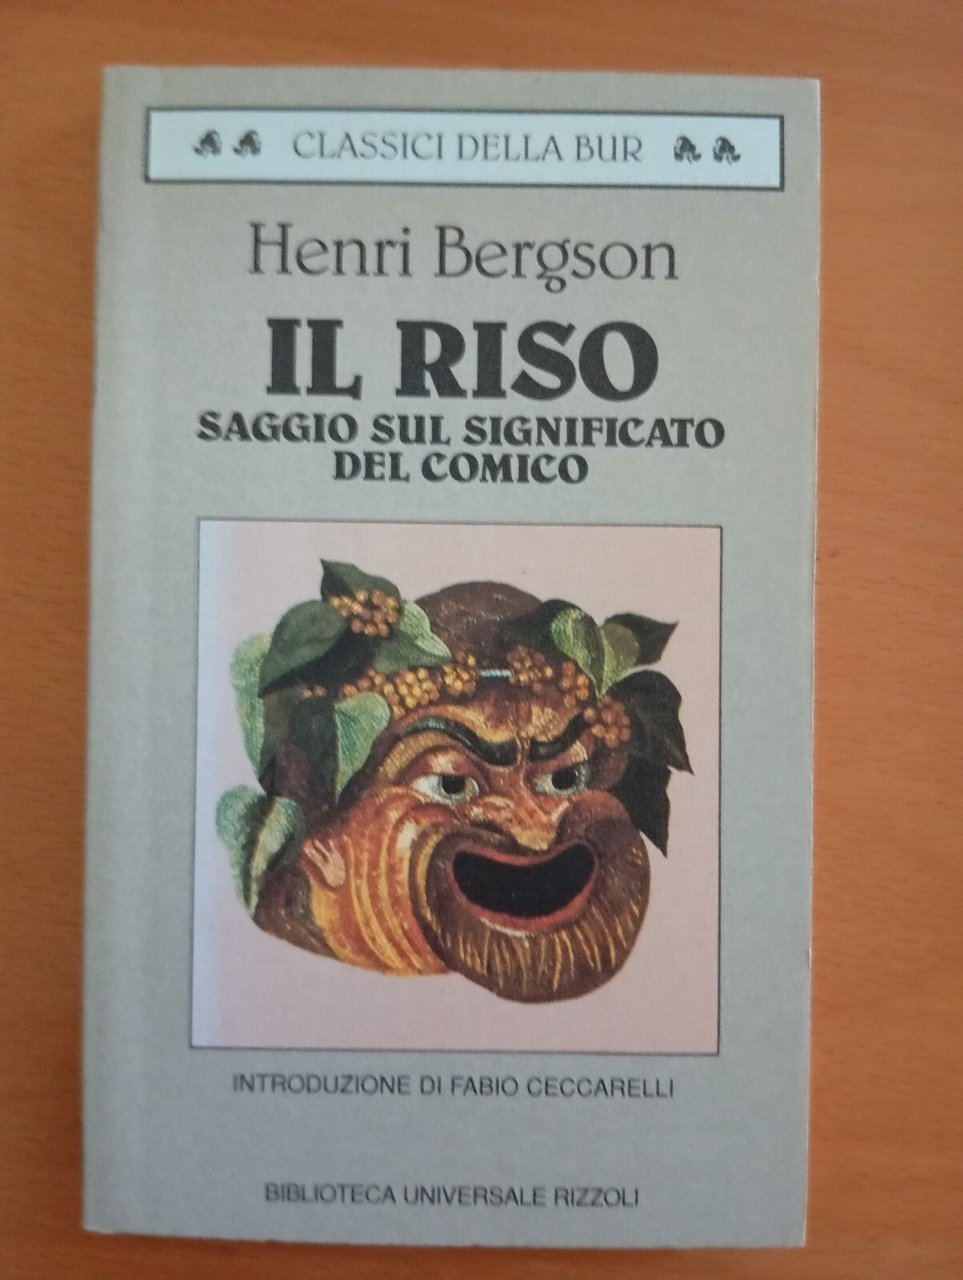 CLASSICI DELLA BUR
Henri Bergson
IL RISO
SAGGIO SUL SIGNIFICATO
DEL COMICO
INTRODUZIONE DI FABIO CECCARELLI
BIBLIOTECA UNIVERSALE RIZZOLI